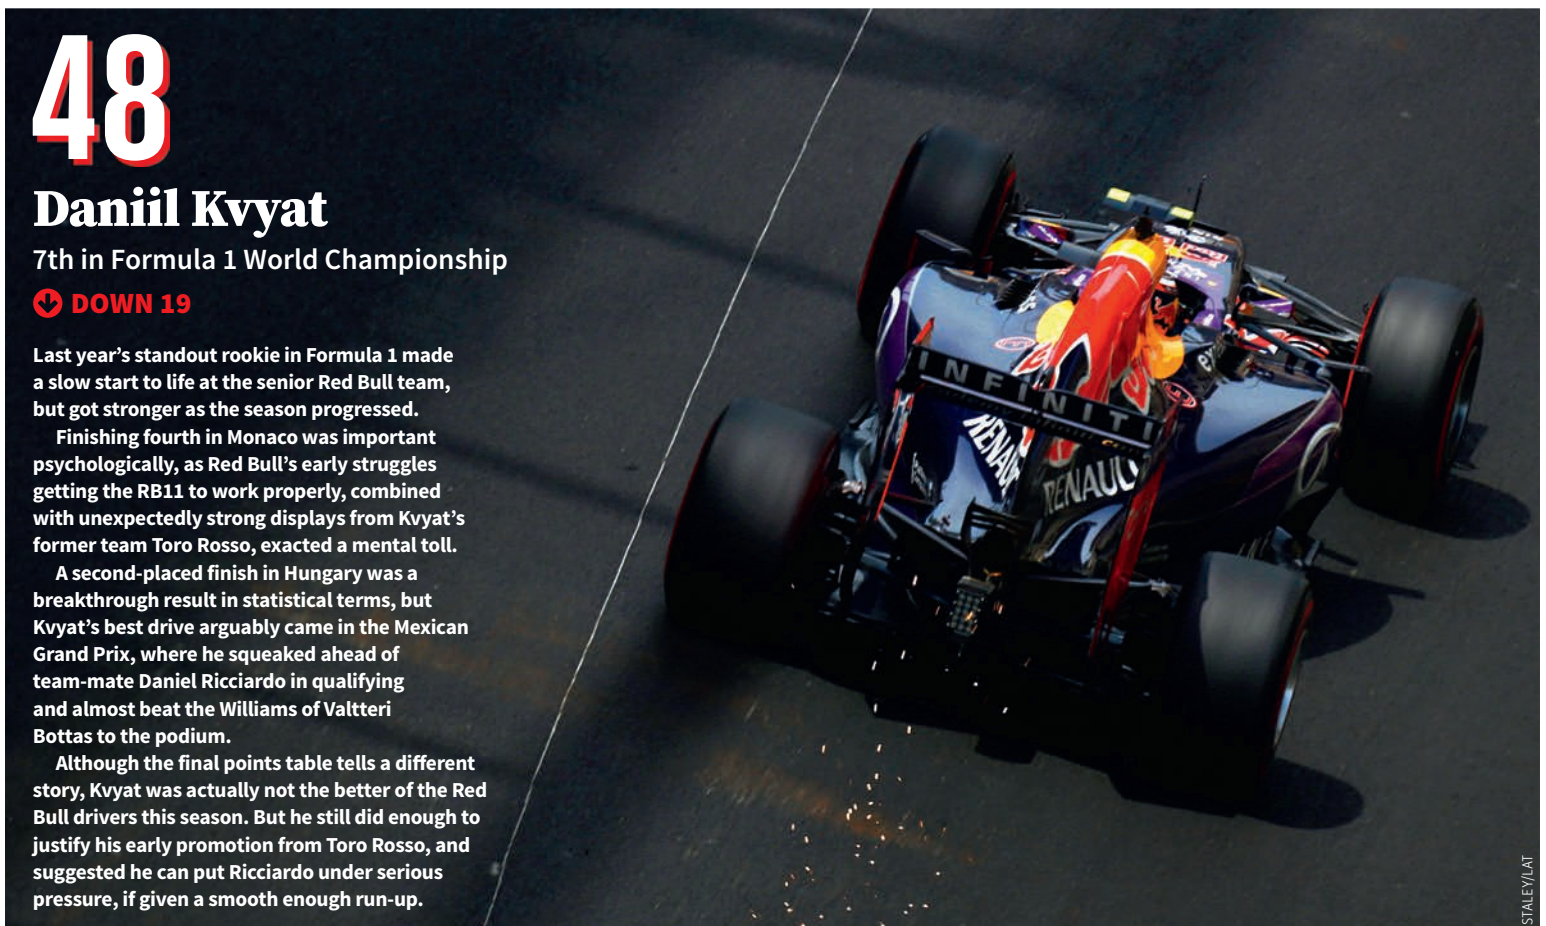 48
Daniil Kvyat
7th in Formula 1 World Championship
DOWN 19
Last year’s standout rookie in Formula 1 made
a slow start to life at the senior Red Bull team,
but got stronger as the season progressed.
Finishing fourth in Monaco was important
psychologically, as Red Bull’s early struggles
getting the RB11 to work properly, combined
with unexpectedly strong displays from Kvyat’s
former team Toro Rosso, exacted a mental toll.
A second-placed finish in Hungary was a
breakthrough result in statistical terms, but
Kvyat’s best drive arguably came in the Mexican
Grand Prix, where he squeaked ahead of
team-mate Daniel Ricciardo in qualifying
and almost beat the Williams of Valtteri
Bottas to the podium.
Although the final points table tells a different
story, Kvyat was actually not the better of the Red
Bull drivers this season. But he still did enough to
justify his early promotion from Toro Rosso, and
suggested he can put Ricciardo under serious
pressure, if given a smooth enough run-up.
INFINITI
RENAULT
RENAULT
STALEY/LAT